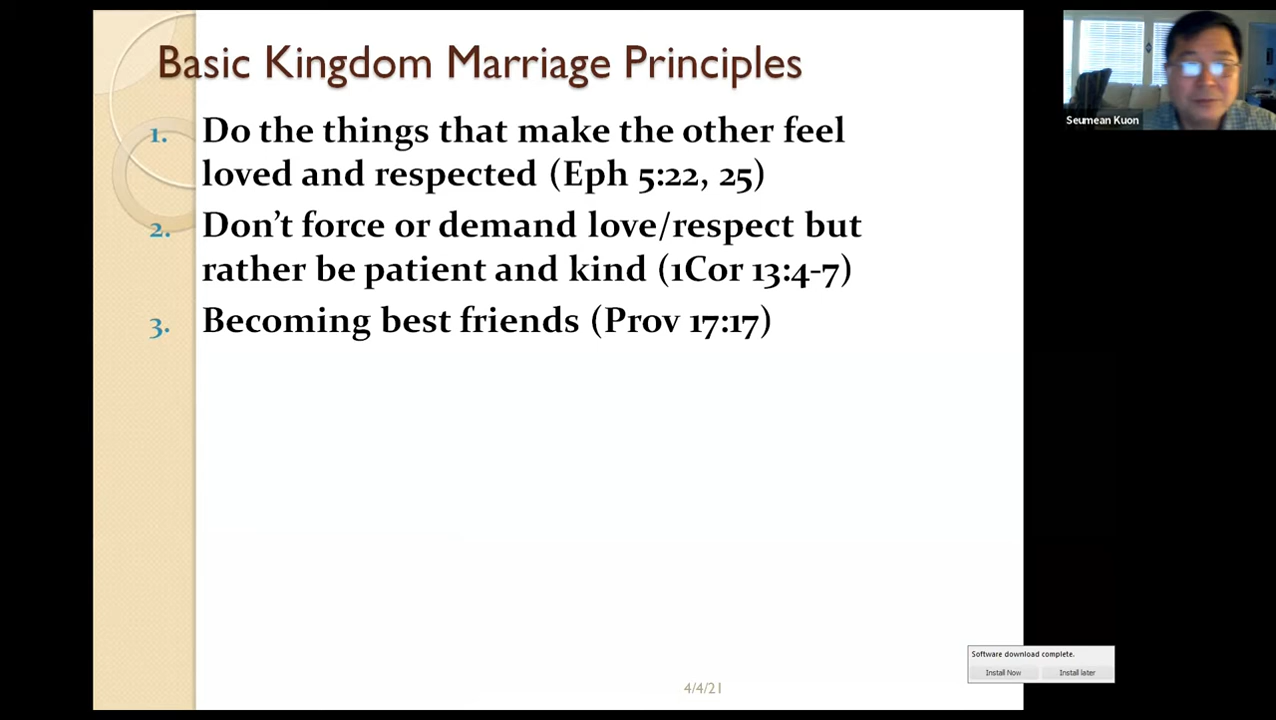 Basic Kingdom Marriage Principles
1. Do the things that make the other feel
loved and respected (Eph 5:22, 25)
2. Don't force or demand love/respect but
rather be patient and kind (1Cor 13:4-7)
3. Becoming best friends (Prov 17:17)
Seumean Kuon
Software download complete.
Install Now Install later
4/4/21